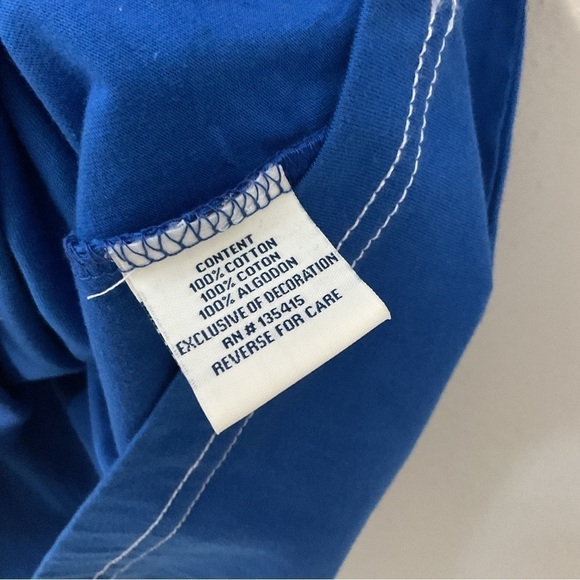 CONTENT
100% COTTON
100% COTON
100% ALGODON
EXCLUSIVE OF DECORATION
RN # 135415
REVERSE FOR CARE